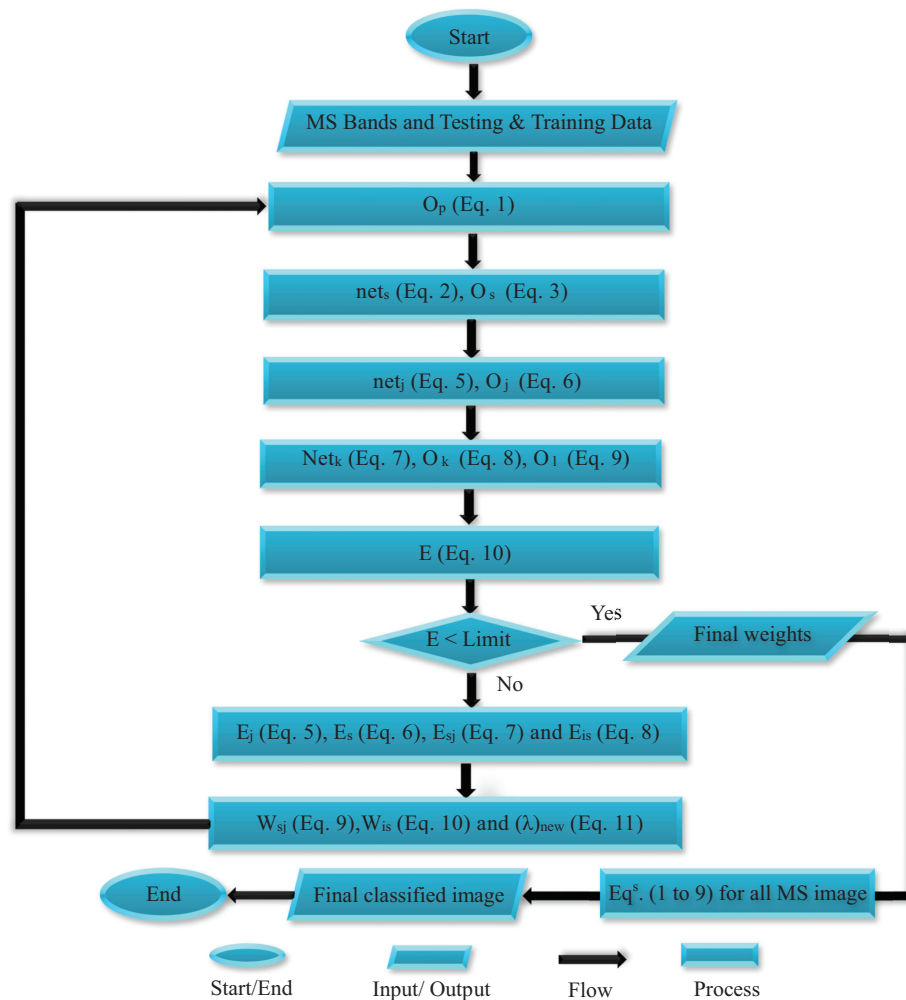 Start
MS Bands and Testing & Training Data
Oₚ (Eq. 1)
netₛ (Eq. 2), Oₛ (Eq. 3)
netⱼ (Eq. 5), Oⱼ (Eq. 6)
Netₖ (Eq. 7), Oₖ (Eq. 8), Oₗ (Eq. 9)
E (Eq. 10)
E < Limit
Yes
Final weights
No
Eⱼ (Eq. 5), Eₛ (Eq. 6), Eₛⱼ (Eq. 7) and Eᵢₛ (Eq. 8)
Wₛⱼ (Eq. 9),Wᵢₛ (Eq. 10) and (λ)new (Eq. 11)
End
Final classified image
Eqˢ. (1 to 9) for all MS image
Start/End
Input/ Output
Flow
Process